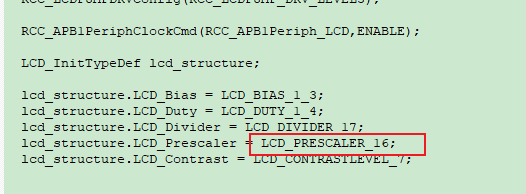 RCC_APB1PeriphClockCmd(RCC_APB1Periph_LCD,ENABLE);
LCD_InitTypeDef lcd_structure;
lcd_structure.LCD_Bias = LCD_BIAS_1_3;
lcd_structure.LCD_Duty = LCD_DUTY_1_4;
lcd_structure.LCD_Divider = LCD_DIVIDER_17;
lcd_structure.LCD_Prescaler = LCD_PRESCALER_16;
lcd_structure.LCD_Contrast = LCD_CONTRASTLEVEL_7;